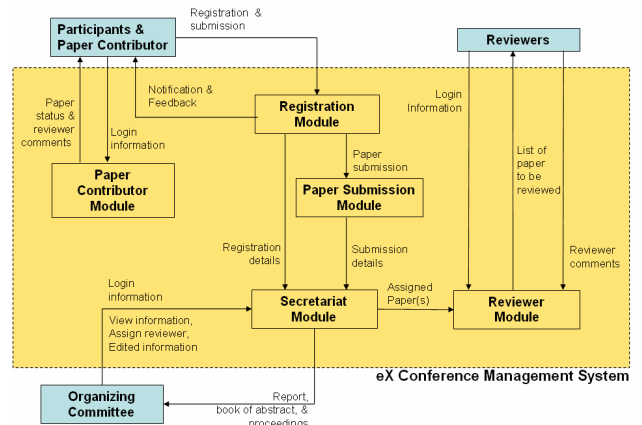 Participants &
Paper Contributor
Registration &
submission
Reviewers
Notification &
Feedback
Registration
Module
Paper
status &
reviewer
comments
Login
information
Login
Information
List of
paper
to be
reviewed
Paper
submission
Paper
Contributor
Module
Paper Submission
Module
Registration
details
Submission
details
Reviewer
comments
Login
information
Assigned
Paper(s)
Secretariat
Module
Reviewer
Module
View information,
Assign reviewer,
Edited information
eX Conference Management System
Organizing
Committee
Report,
book of abstract, &
proceedings